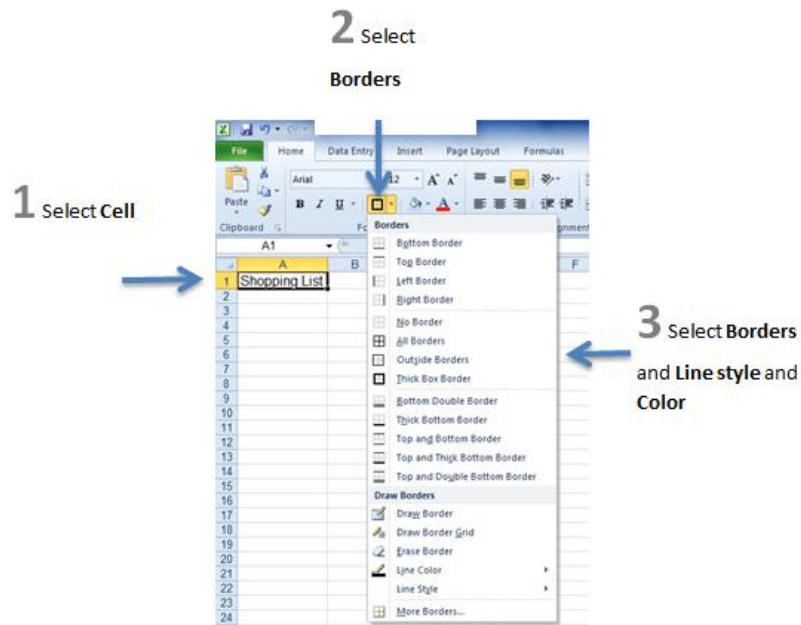 2 Select
Borders
1 Select Cell
3 Select Borders
and Line style and
Color
File Home Data Entry Insert Page Layout Formulas
Paste
Arial 12 A A
B I U A
Clipboard
A1
A B F
1 Shopping List
2
3
4
5
6
7
8
9
10
11
12
13
14
15
16
17
18
19
20
21
22
23
24
Borders
Bottom Border
Top Border
Left Border
Right Border
No Border
All Borders
Outside Borders
Thick Box Border
Bottom Double Border
Thick Bottom Border
Top and Bottom Border
Top and Thick Bottom Border
Top and Double Bottom Border
Draw Borders
Draw Border
Draw Border Grid
Erase Border
Line Color
Line Style
More Borders...